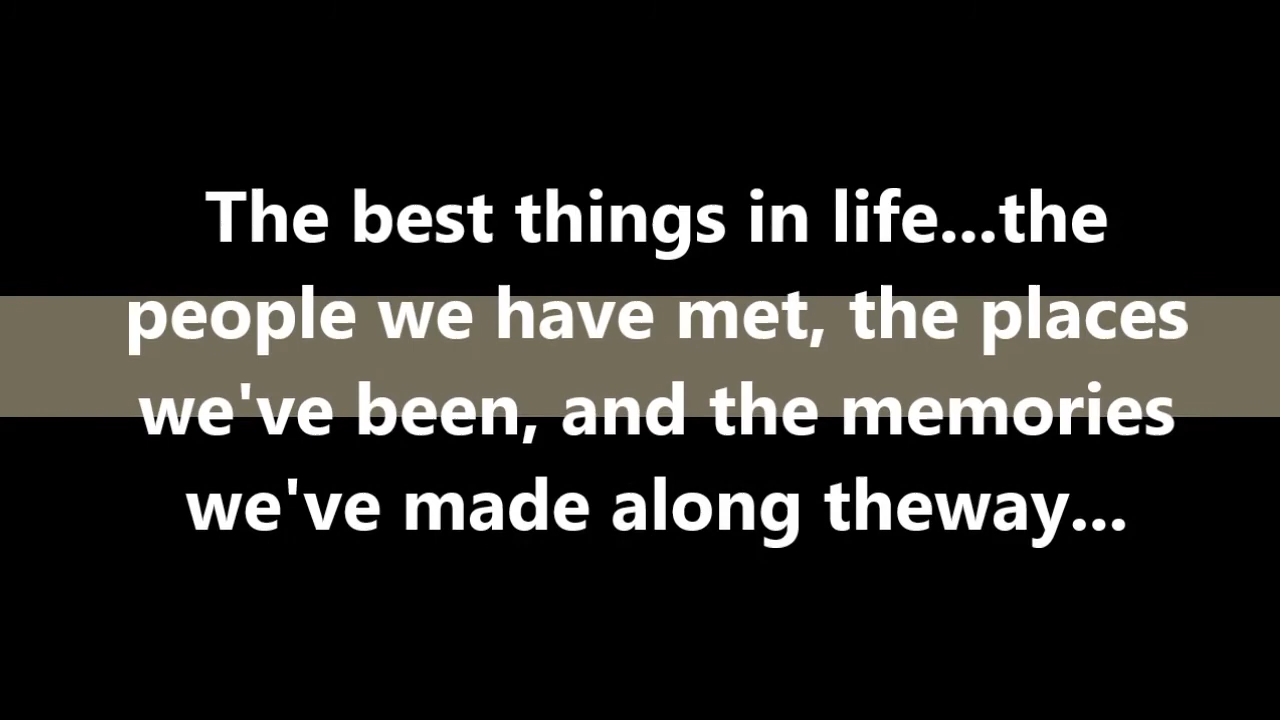 The best things in life...the
people we have met, the places
we've been, and the memories
we've made along theway...